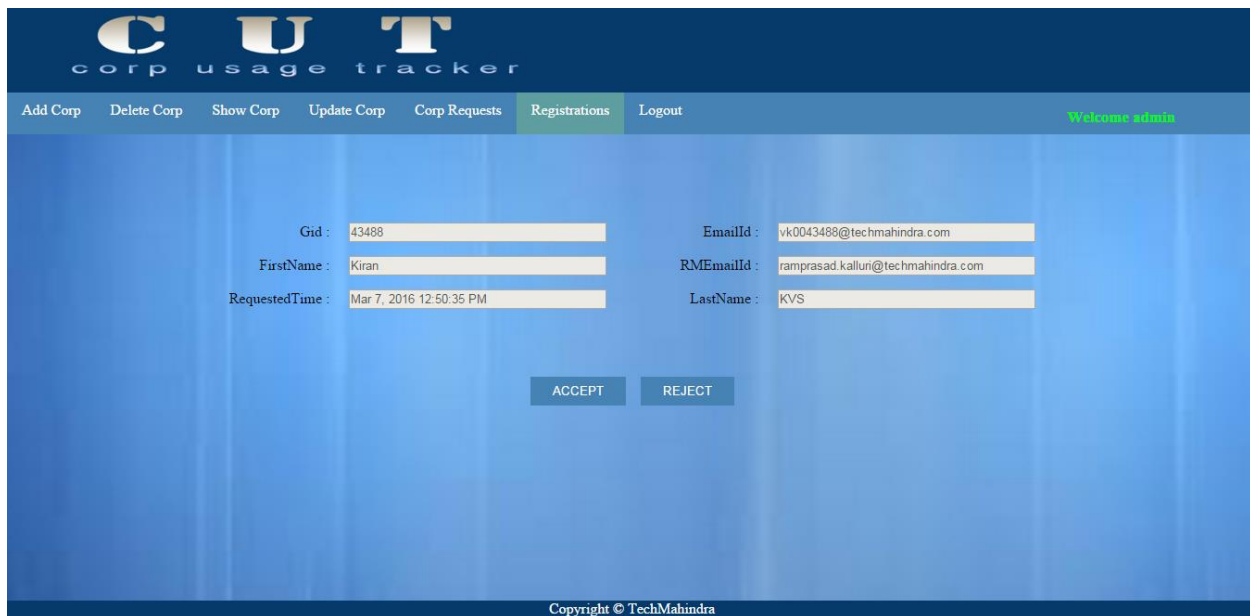 C U T
corp usage tracker
Add Corp Delete Corp Show Corp Update Corp Corp Requests Registrations Logout Welcome admin
Gid : 43488 EmailId : vk0043488@techmahindra.com
FirstName : Kiran RMEmailId : ramprasad.kalluri@techmahindra.com
RequestedTime : Mar 7, 2016 12:50:35 PM LastName : KVS
ACCEPT REJECT
Copyright © TechMahindra